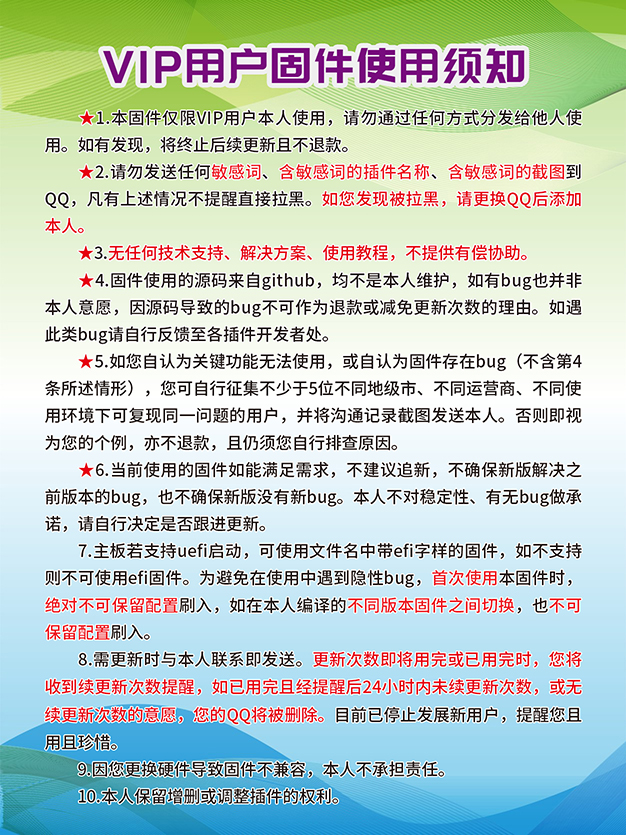 VIP用户固件使用须知
★1.本固件仅限VIP用户本人使用，请勿通过任何方式分发给他人使
用。如有发现，将终止后续更新且不退款。
★2.请勿发送任何敏感词、含敏感词的插件名称、含敏感词的截图到
QQ，凡有上述情况不提醒直接拉黑。如您发现被拉黑，请更换QQ后添加
本人。
★3.无任何技术支持、解决方案、使用教程，不提供有偿协助。
★4.固件使用的源码来自github，均不是本人维护，如有bug也并非
本人意愿，因源码导致的bug不可作为退款或减免更新次数的理由。如遇
此类bug请自行反馈至各插件开发者处。
★5.如您自认为关键功能无法使用，或自认为固件存在bug（不含第4
条所述情形），您可自行征集不少于5位不同地级市、不同运营商、不同使
用环境下可复现同一问题的用户，并将沟通记录截图发送本人。否则即视
为您的个例，亦不退款，且仍须您自行排查原因。
★6.当前使用的固件如能满足需求，不建议追新，不确保新版解决之
前版本的bug，也不确保新版没有新bug。本人不对稳定性、有无bug做承
诺，请自行决定是否跟进更新。
7.主板若支持uefi启动，可使用文件名中带efi字样的固件，如不支持
则不可使用efi固件。为避免在使用中遇到隐性bug，首次使用本固件时，
绝对不可保留配置刷入，如在本人编译的不同版本固件之间切换，也不可
保留配置刷入。
8.需更新时与本人联系即发送。更新次数即将用完或已用完时，您将
收到续更新次数提醒，如已用完且经提醒后24小时内未续更新次数，或无
续更新次数的意愿，您的QQ将被删除。目前已停止发展新用户，提醒您且
用且珍惜。
9.因您更换硬件导致固件不兼容，本人不承担责任。
10.本人保留增删或调整插件的权利。